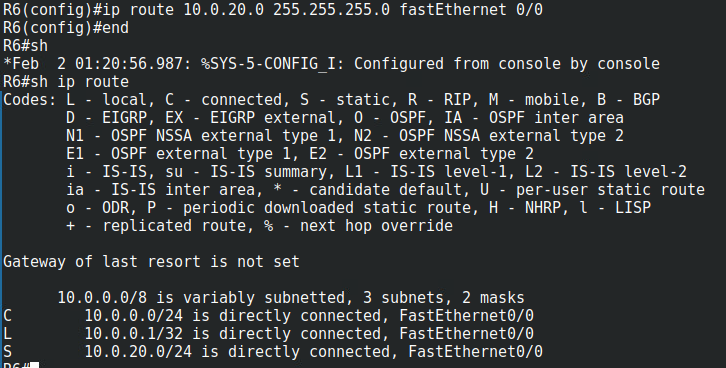 R6(config)#ip route 10.0.20.0 255.255.255.0 fastEthernet 0/0
R6(config)#end
R6#sh
*Feb  2 01:20:56.987: %SYS-5-CONFIG_I: Configured from console by console
R6#sh ip route
Codes: L - local, C - connected, S - static, R - RIP, M - mobile, B - BGP
       D - EIGRP, EX - EIGRP external, O - OSPF, IA - OSPF inter area
       N1 - OSPF NSSA external type 1, N2 - OSPF NSSA external type 2
       E1 - OSPF external type 1, E2 - OSPF external type 2
       i - IS-IS, su - IS-IS summary, L1 - IS-IS level-1, L2 - IS-IS level-2
       ia - IS-IS inter area, * - candidate default, U - per-user static route
       o - ODR, P - periodic downloaded static route, H - NHRP, l - LISP
       + - replicated route, % - next hop override

Gateway of last resort is not set

      10.0.0.0/8 is variably subnetted, 3 subnets, 2 masks
C        10.0.0.0/24 is directly connected, FastEthernet0/0
L        10.0.0.1/32 is directly connected, FastEthernet0/0
S        10.0.20.0/24 is directly connected, FastEthernet0/0
R6#